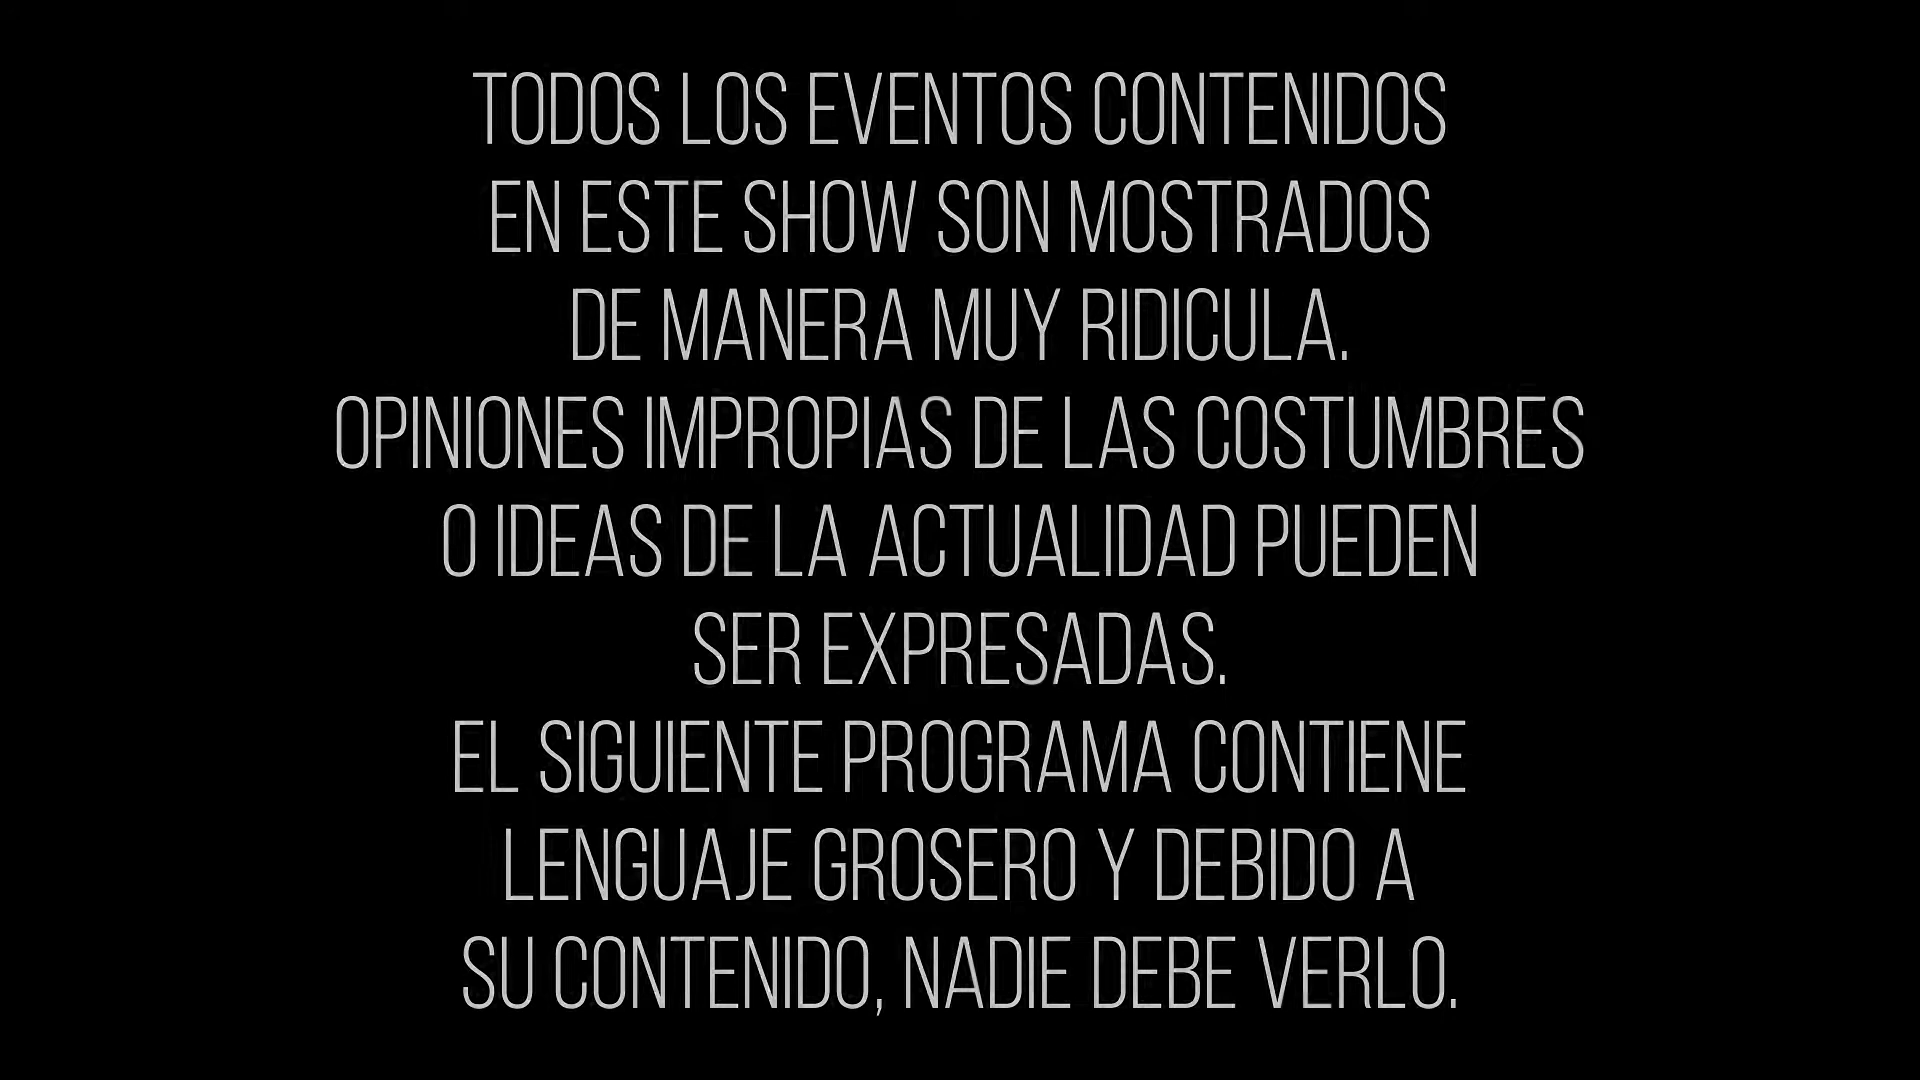 TODOS LOS EVENTOS CONTENIDOS
EN ESTE SHOW SON MOSTRADOS
DE MANERA MUY RIDICULA.
OPINIONES IMPROPIAS DE LAS COSTUMBRES
O IDEAS DE LA ACTUALIDAD PUEDEN
SER EXPRESADAS.
EL SIGUIENTE PROGRAMA CONTIENE
LENGUAJE GROSERO Y DEBIDO A
SU CONTENIDO, NADIE DEBE VERLO.